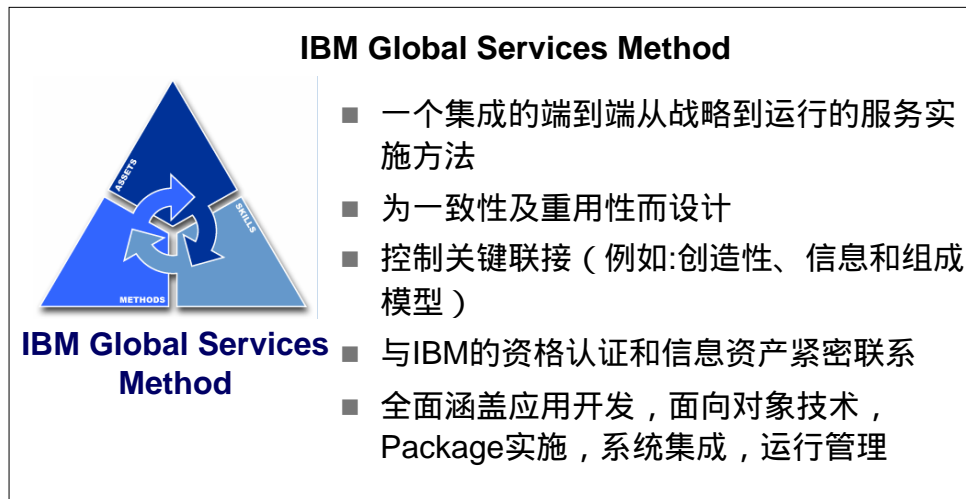 IBM Global Services Method
ASSETS
SKILLS
METHODS
IBM Global Services
Method
■ 一个集成的端到端从战略到运行的服务实
施方法
■ 为一致性及重用性而设计
■ 控制关键联接（例如:创造性、信息和组成
模型）
■ 与IBM的资格认证和信息资产紧密联系
■ 全面涵盖应用开发，面向对象技术，
Package实施，系统集成，运行管理